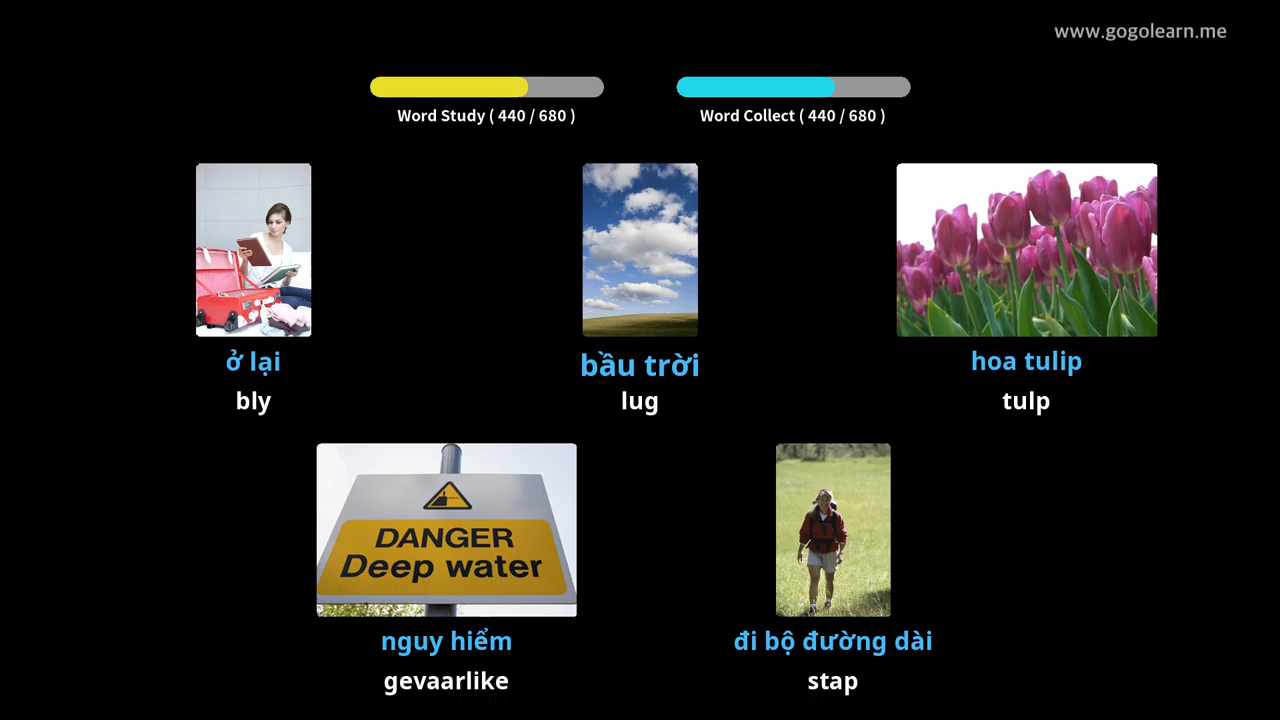 www.gogolearn.me
Word Study ( 440 / 680 )
Word Collect ( 440 / 680 )
ở lại
bly
bầu trời
lug
hoa tulip
tulp
DANGER
Deep water
nguy hiểm
gevaarlike
đi bộ đường dài
stap